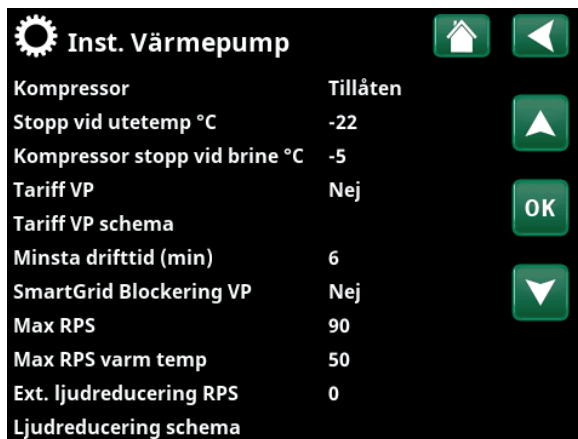 Inst. Värmepump
Kompressor Tillåten
Stopp vid utetemp °C -22
Kompressor stopp vid brine °C -5
Tariff VP Nej
Tariff VP schema
Minsta drifttid (min) 6
SmartGrid Blockering VP Nej
Max RPS 90
Max RPS varm temp 50
Ext. ljudreducering RPS 0
Ljudreducering schema
OK